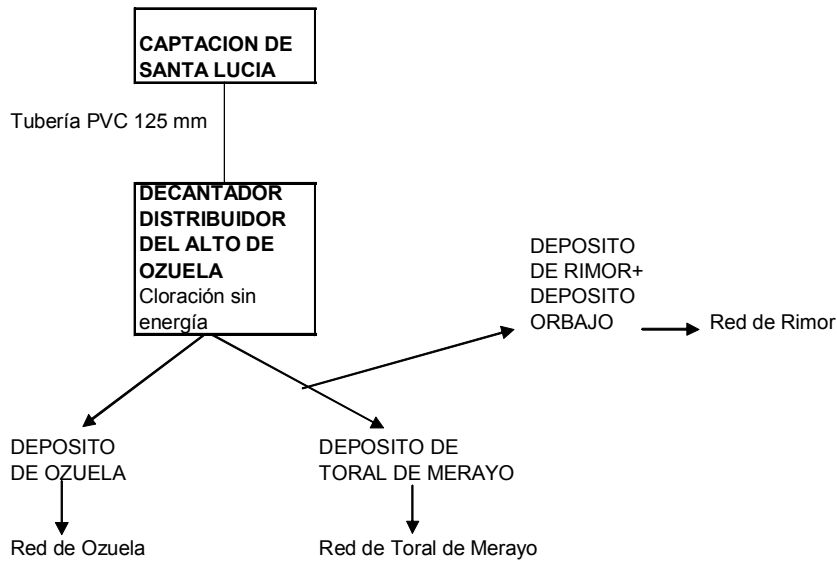 CAPTACION DE
SANTA LUCIA
Tubería PVC 125 mm
DECANTADOR
DISTRIBUIDOR
DEL ALTO DE
OZUELA
Cloración sin
energía
DEPOSITO
DE RIMOR+
DEPOSITO
ORBAJO
Red de Rimor
DEPOSITO
DE OZUELA
DEPOSITO DE
TORAL DE MERAYO
Red de Ozuela
Red de Toral de Merayo